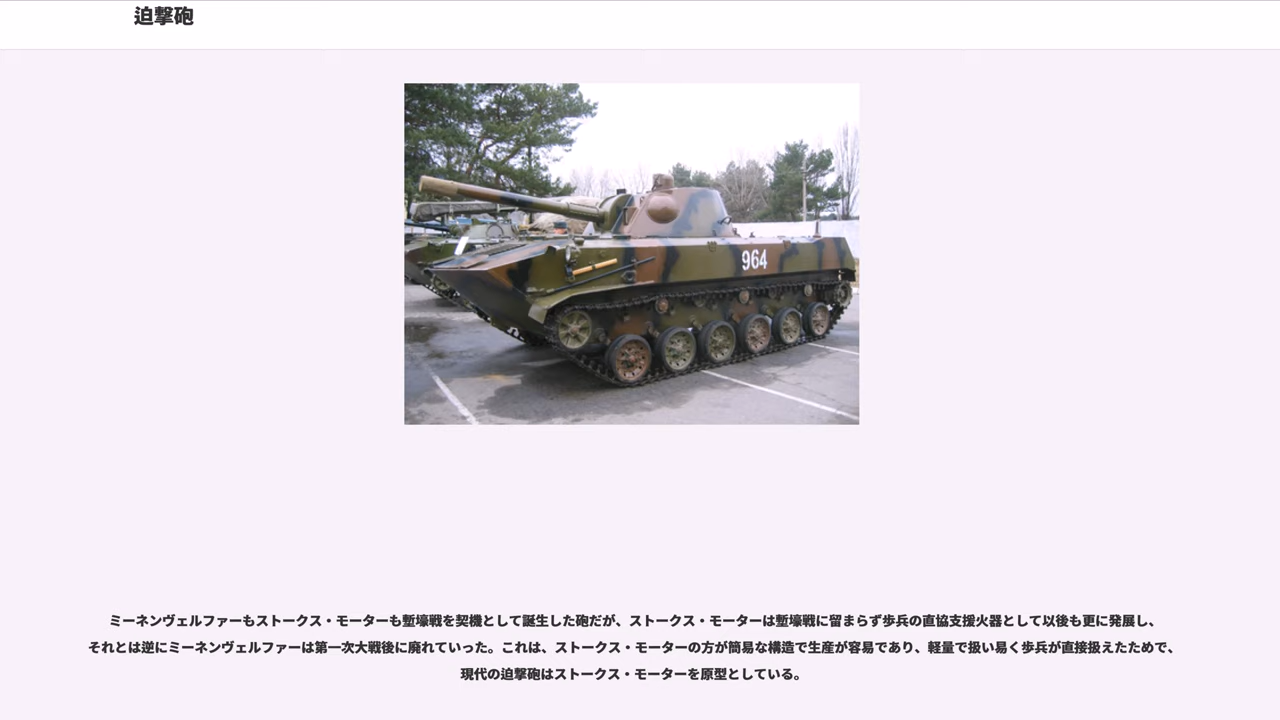 迫撃砲
964
ミーネンヴェルファーもストークス・モーターも塹壕戦を契機として誕生した砲だが、ストークス・モーターは塹壕戦に留まらず歩兵の直協支援火器として以後も更に発展し、
それとは逆にミーネンヴェルファーは第一次大戦後に廃れていった。これは、ストークス・モーターの方が簡易な構造で生産が容易であり、軽量で扱い易く歩兵が直接扱えたためで、
現代の迫撃砲はストークス・モーターを原型としている。